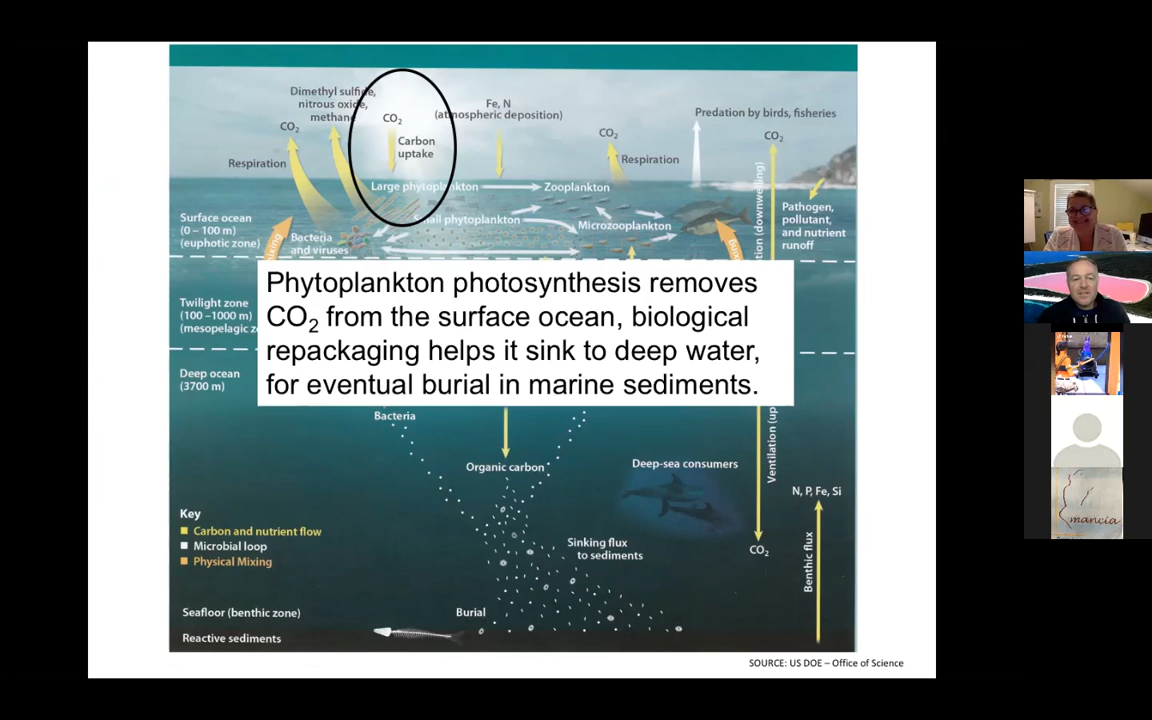 Dimethyl sulfide,
nitrous oxide,
methane
CO2
Respiration
CO2
Carbon
uptake
Fe, N
(atmospheric deposition)
CO2
Respiration
Predation by birds, fisheries
CO2
Large phytoplankton
Zooplankton
Small phytoplankton
Microzooplankton
Pathogen,
pollutant,
and nutrient
runoff
Surface ocean
(0 – 100 m)
(euphotic zone)
Bacteria
and viruses
(downwelling)
Phytoplankton photosynthesis removes
CO2 from the surface ocean, biological
repackaging helps it sink to deep water,
for eventual burial in marine sediments.
Twilight zone
(100 –1000 m)
(mesopelagic z
Deep ocean
(3700 m)
Bacteria
Organic carbon
Deep-sea consumers
Ventilation (up
N, P, Fe, Si
CO2
Benthic flux
Key
Carbon and nutrient flow
Microbial loop
Physical Mixing
Sinking flux
to sediments
Seafloor (benthic zone)
Burial
Reactive sediments
SOURCE: US DOE – Office of Science
mancia